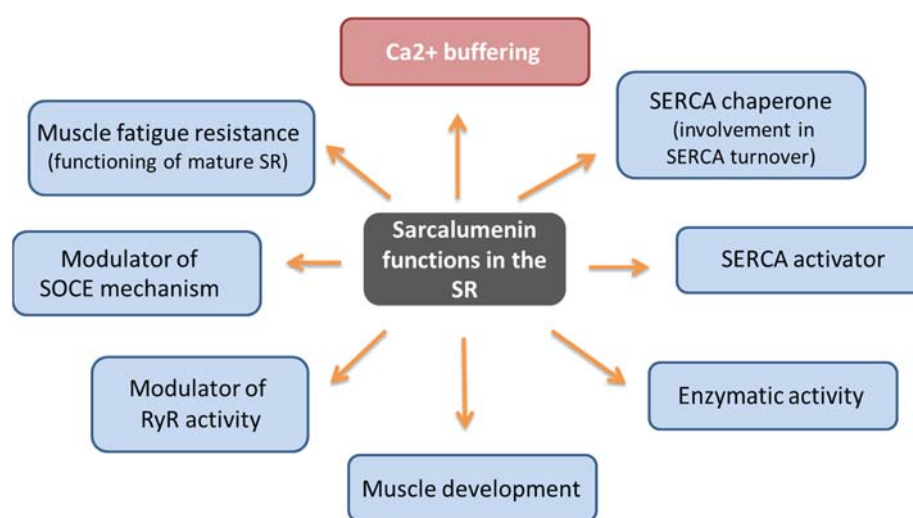 Ca2+ buffering
SERCA chaperone
(involvement in
SERCA turnover)
Muscle fatigue resistance
(functioning of mature SR)
Sarcalumenin
functions in the
SR
Modulator of
SOCE mechanism
SERCA activator
Modulator of
RyR activity
Enzymatic activity
Muscle development